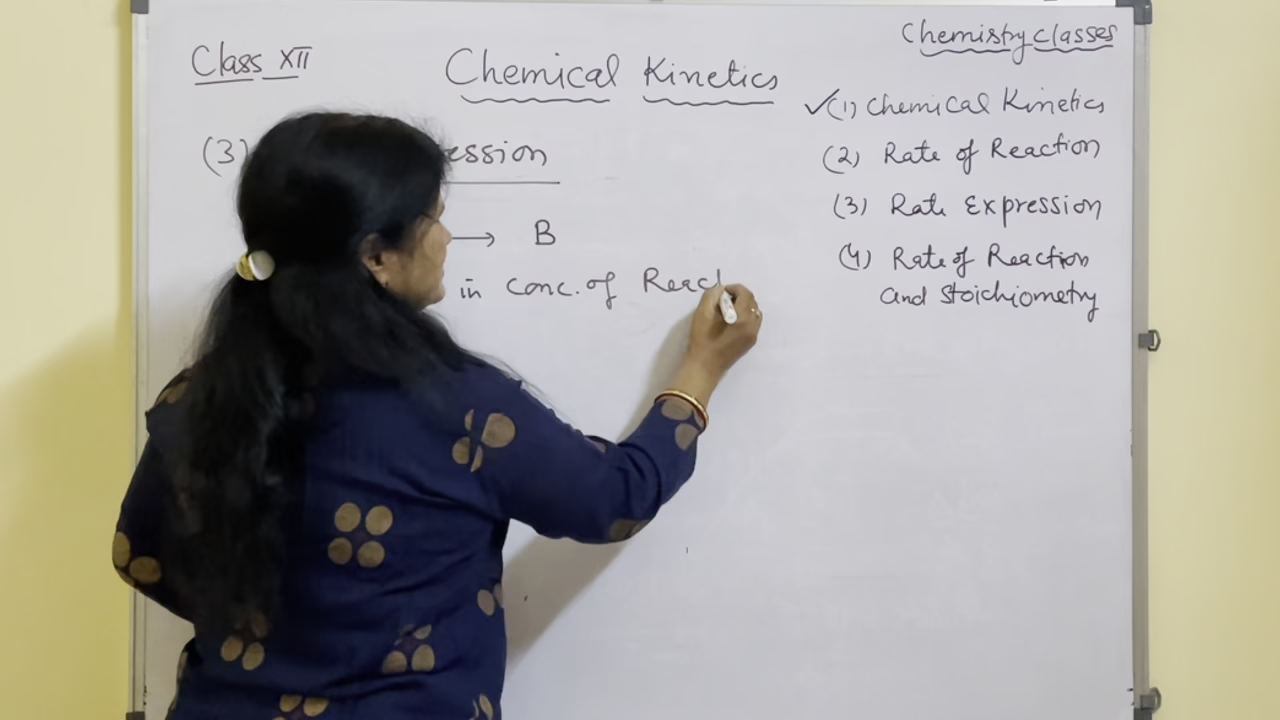 Class XII
Chemical Kinetics
Chemistry classes
✓(1) Chemical Kinetics
(2) Rate of Reaction
(3) Rate Expression
(4) Rate of Reaction
and Stoichiometry
(3) ession
→ B
in conc. of React